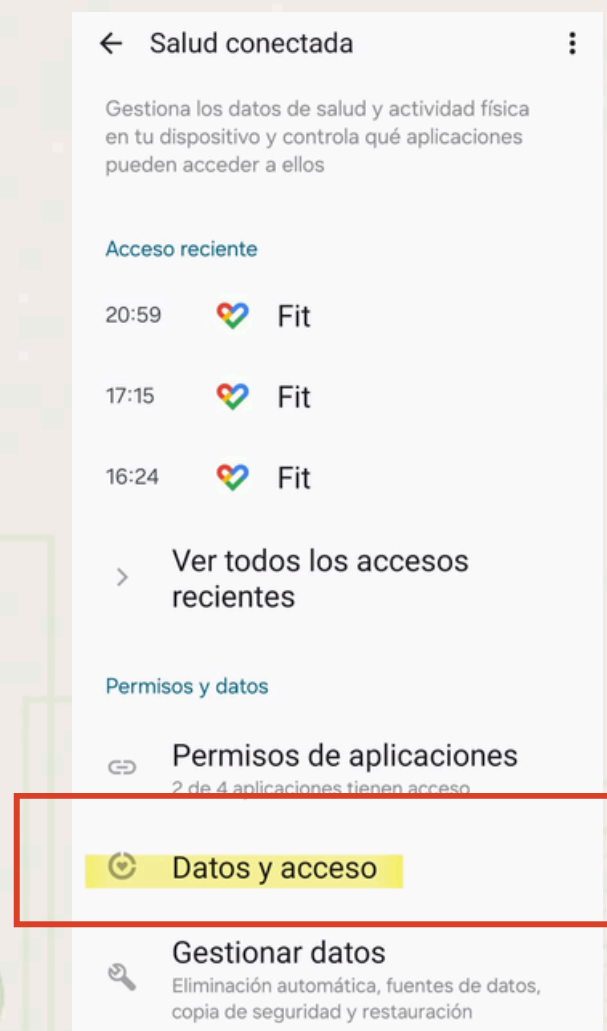 Salud conectada
Gestiona los datos de salud y actividad física
en tu dispositivo y controla qué aplicaciones
pueden acceder a ellos
Acceso reciente
20:59 Fit
17:15 Fit
16:24 Fit
Ver todos los accesos
recientes
Permisos y datos
Permisos de aplicaciones
2 de 4 aplicaciones tienen acceso
Datos y acceso
Gestionar datos
Eliminación automática, fuentes de datos,
copia de seguridad y restauración